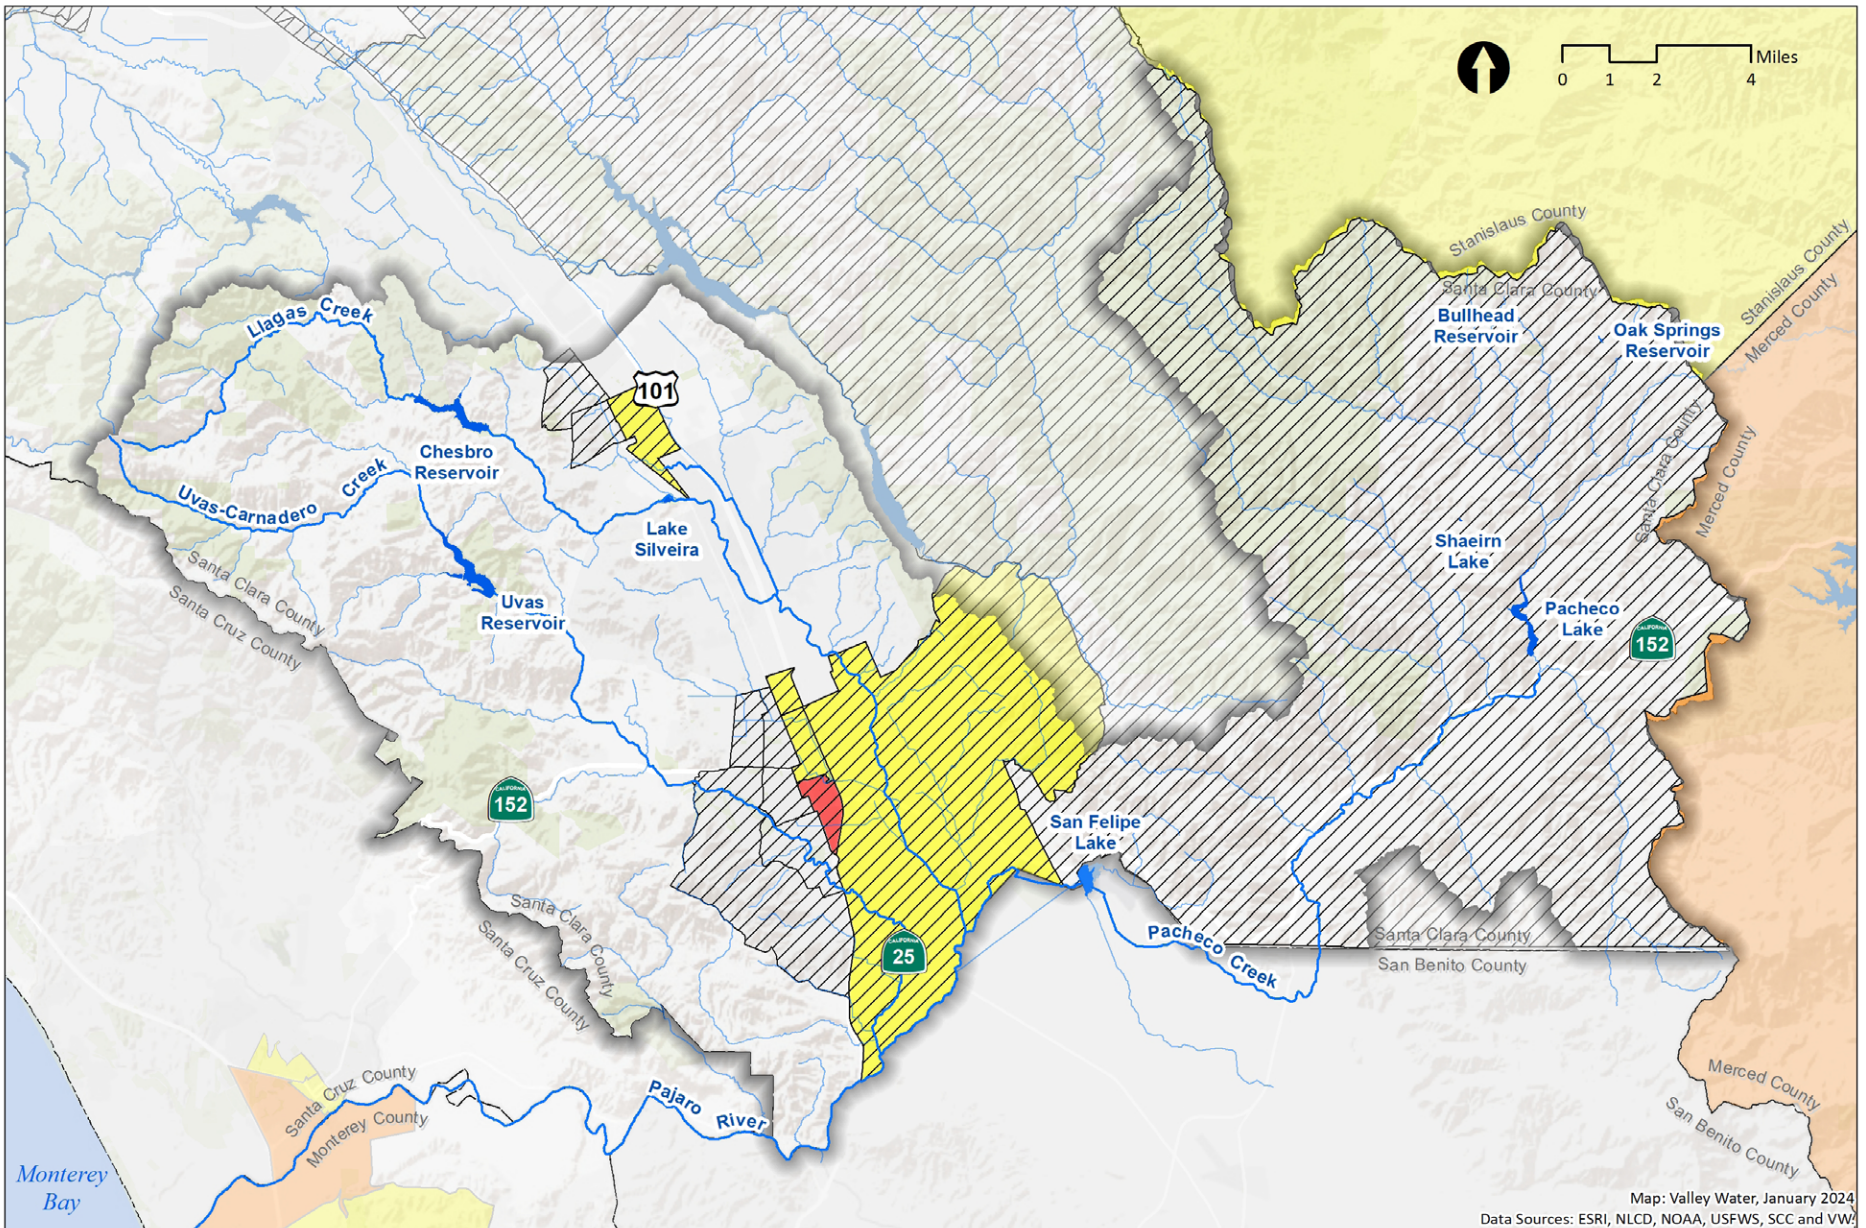 Miles
0 1 2 4
Stanislaus County
Santa Clara County
Stanislaus County
Merced County
Bullhead
Reservoir
Oak Springs
Reservoir
Llagas Creek
101
Chesbro
Reservoir
Santa Clara County
Merced County
Uvas-Carnadero Creek
Lake
Silveira
Shaeirn
Lake
Santa Clara County
Santa Cruz County
Uvas
Reservoir
Pacheco
Lake
CALIFORNIA
152
CALIFORNIA
152
San Felipe
Lake
Santa Clara County
Santa Cruz County
CALIFORNIA
25
Pacheco Creek
Santa Clara County
San Benito County
Santa Cruz County
Monterey County
Pajaro River
Merced County
San Benito County
Monterey
Bay
Map: Valley Water, January 2024
Data Sources: ESRI, NLCD, NOAA, USFWS, SCC and VW